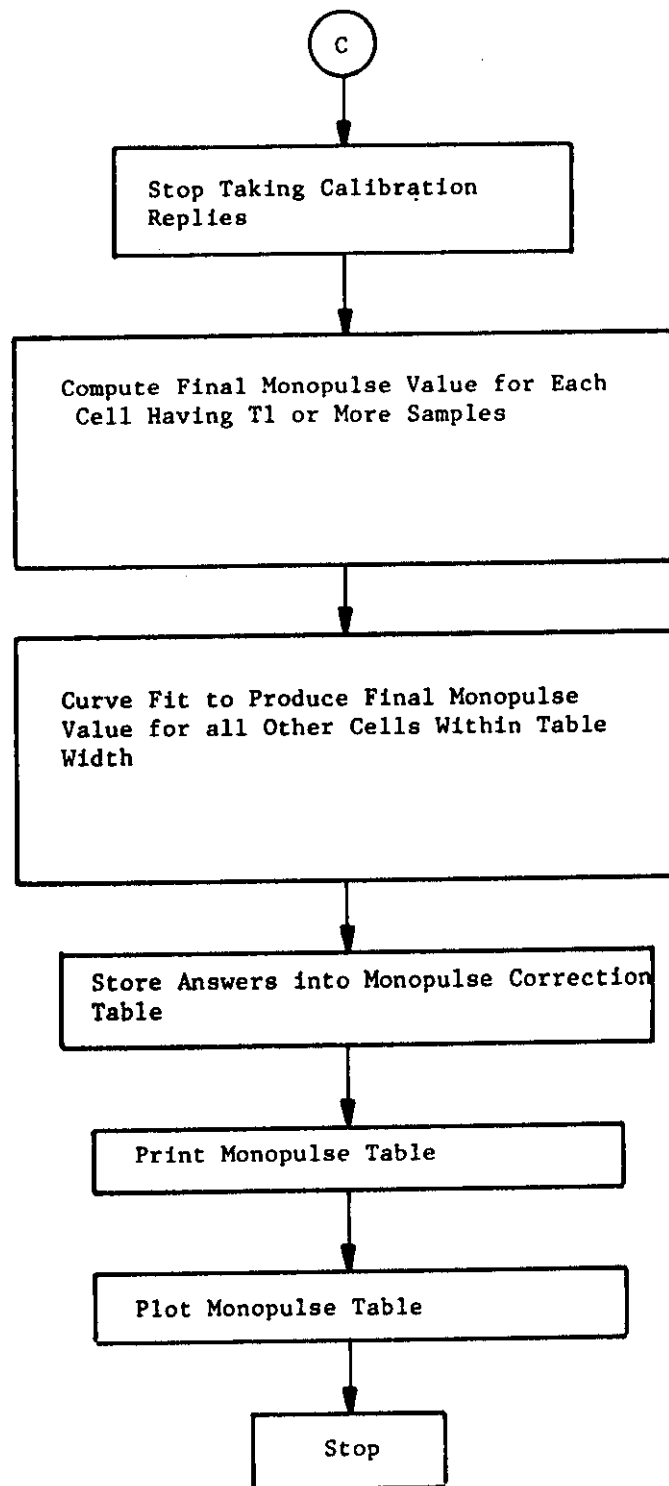 C
Stop Taking Calibration
Replies
Compute Final Monopulse Value for Each
Cell Having T1 or More Samples
Curve Fit to Produce Final Monopulse
Value for all Other Cells Within Table
Width
Store Answers into Monopulse Correction
Table
Print Monopulse Table
Plot Monopulse Table
Stop